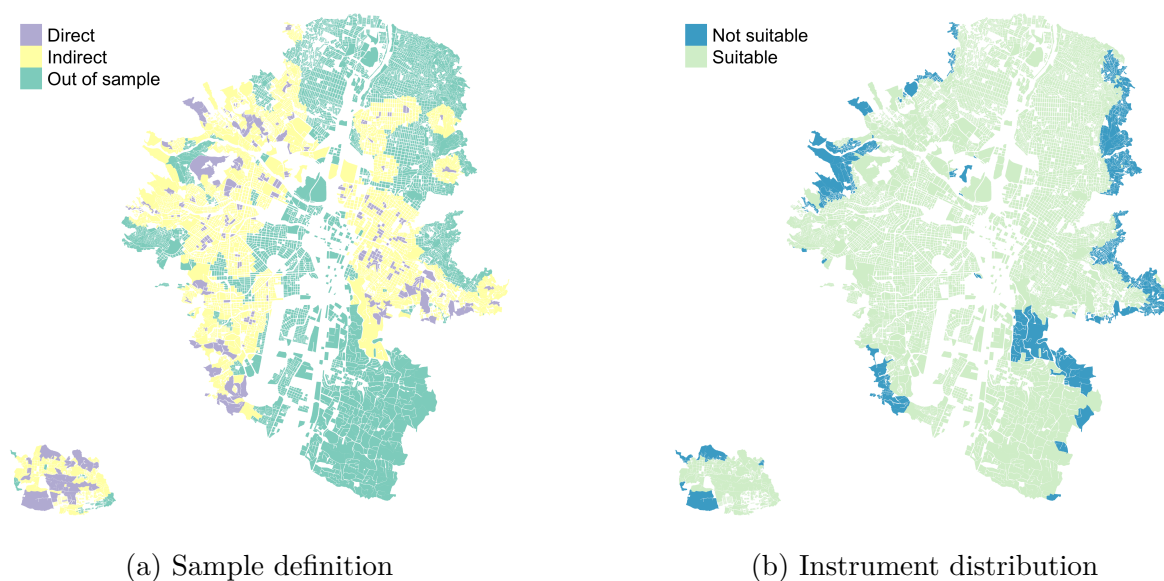 Direct
Indirect
Out of sample
Not suitable
Suitable
(a) Sample definition
(b) Instrument distribution